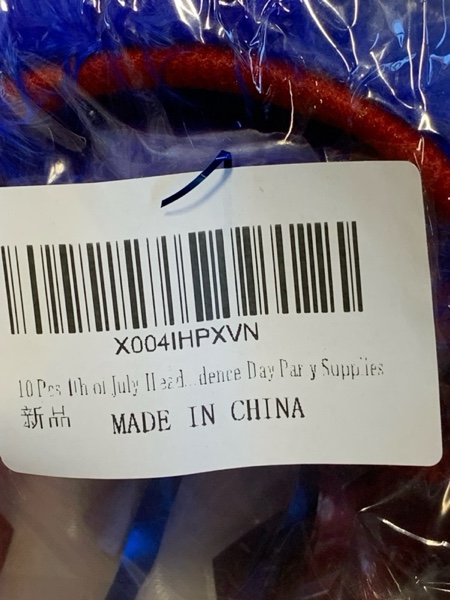 X004IHPXVN
10 Pcs 4th of July Head...dence Day Party Supplies
新品 MADE IN CHINA